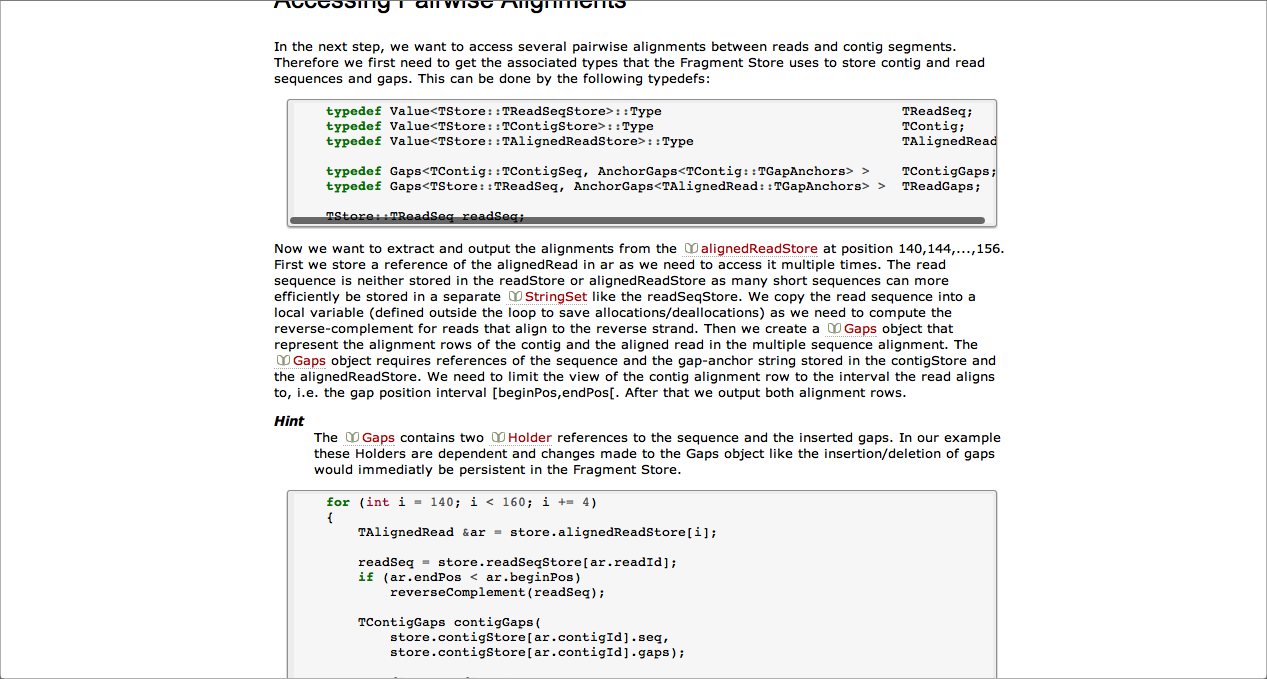 Accessing Pairwise Alignments
In the next step, we want to access several pairwise alignments between reads and contig segments.
Therefore we first need to get the associated types that the Fragment Store uses to store contig and read
sequences and gaps. This can be done by the following typedefs:
typedef Value<TStore::TReadSeqStore>::Type TReadSeq;
typedef Value<TStore::TContigStore>::Type TContig;
typedef Value<TStore::TAlignedReadStore>::Type TAlignedRead
typedef Gaps<TContig::TContigSeq, AnchorGaps<TContig::TGapAnchors> > TContigGaps;
typedef Gaps<TStore::TReadSeq, AnchorGaps<TAlignedRead::TGapAnchors> > TReadGaps;
TStore::TReadSeq readSeq;
Now we want to extract and output the alignments from the alignedReadStore at position 140,144,...,156.
First we store a reference of the alignedRead in ar as we need to access it multiple times. The read
sequence is neither stored in the readStore or alignedReadStore as many short sequences can more
efficiently be stored in a separate StringSet like the readSeqStore. We copy the read sequence into a
local variable (defined outside the loop to save allocations/deallocations) as we need to compute the
reverse-complement for reads that align to the reverse strand. Then we create a Gaps object that
represent the alignment rows of the contig and the aligned read in the multiple sequence alignment. The
Gaps object requires references of the sequence and the gap-anchor string stored in the contigStore and
the alignedReadStore. We need to limit the view of the contig alignment row to the interval the read aligns
to, i.e. the gap position interval [beginPos,endPos[. After that we output both alignment rows.
Hint
The Gaps contains two Holder references to the sequence and the inserted gaps. In our example
these Holders are dependent and changes made to the Gaps object like the insertion/deletion of gaps
would immediatly be persistent in the Fragment Store.
for (int i = 140; i < 160; i += 4)
{
TAlignedRead &ar = store.alignedReadStore[i];
readSeq = store.readSeqStore[ar.readId];
if (ar.endPos < ar.beginPos)
reverseComplement(readSeq);
TContigGaps contigGaps(
store.contigStore[ar.contigId].seq,
store.contigStore[ar.contigId].gaps);